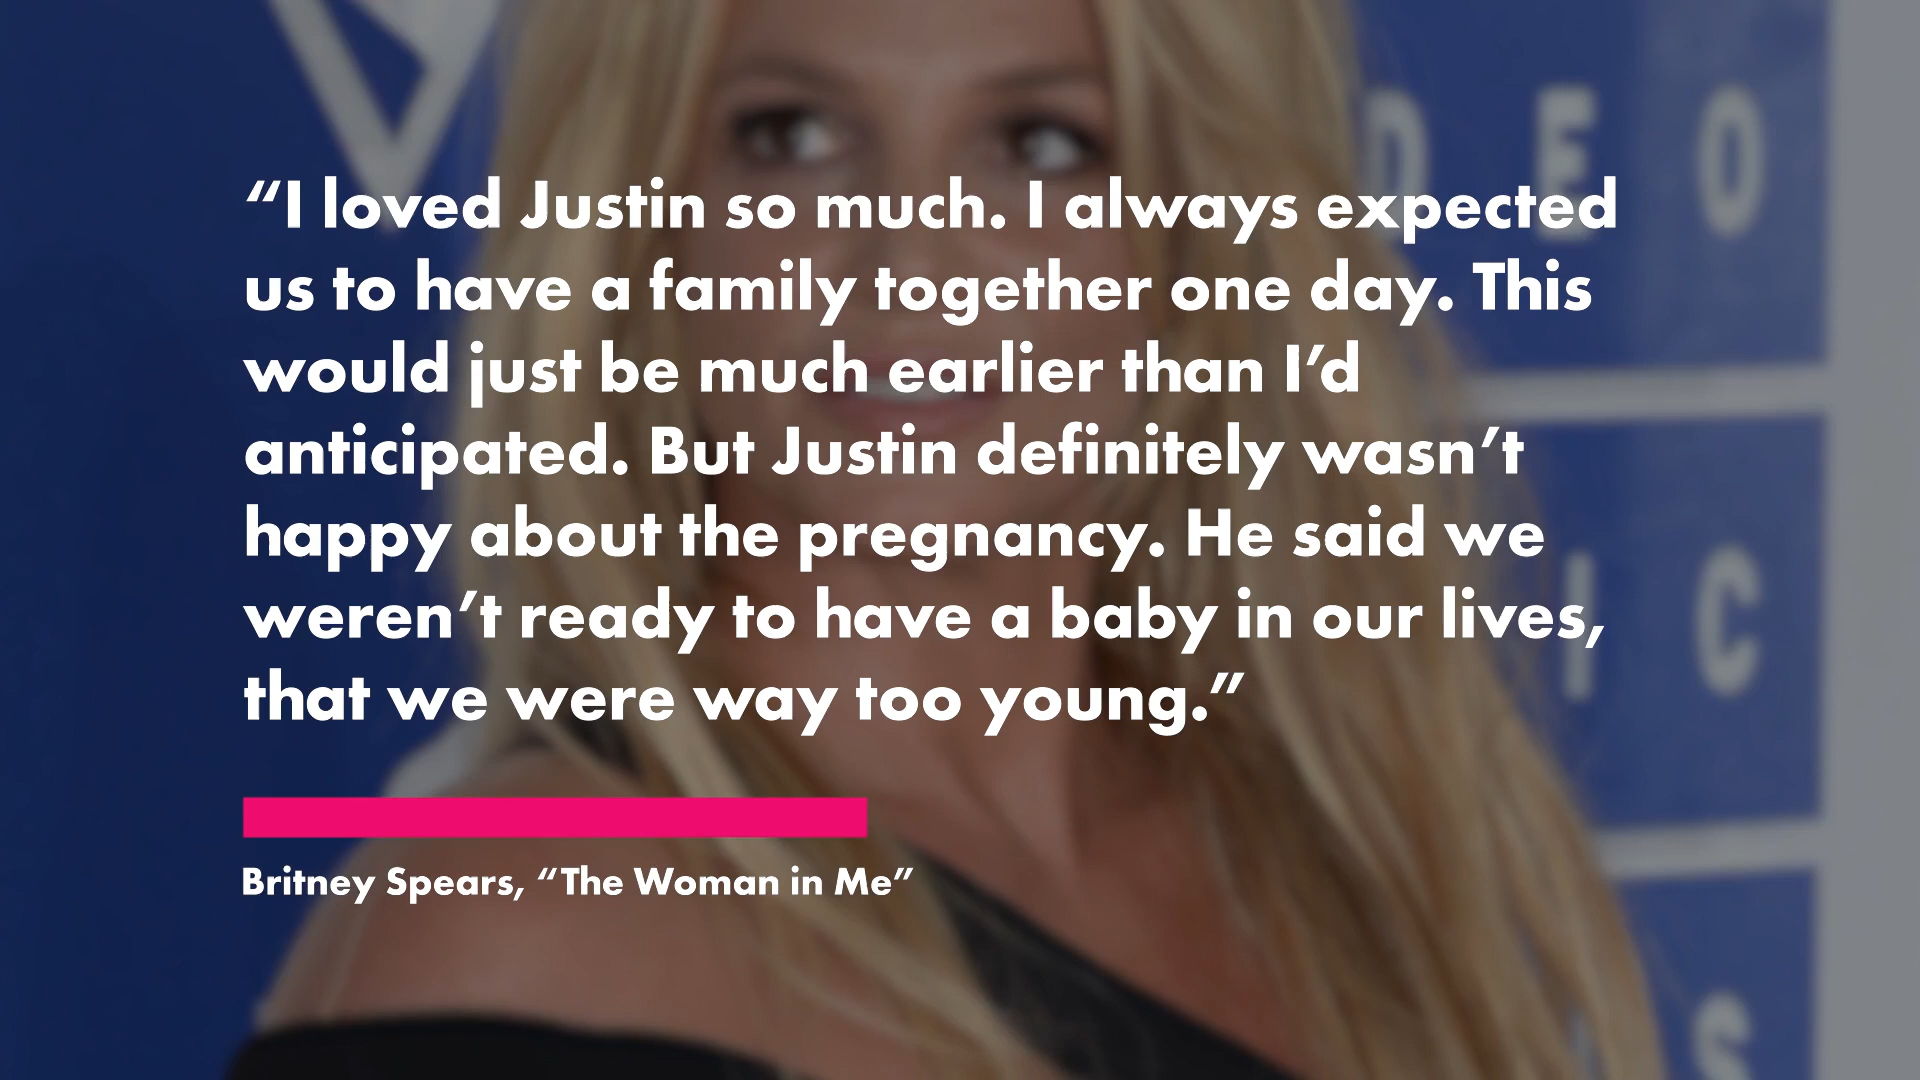 “I loved Justin so much. I always expected
us to have a family together one day. This
would just be much earlier than I’d
anticipated. But Justin definitely wasn’t
happy about the pregnancy. He said we
weren’t ready to have a baby in our lives,
that we were way too young.”
Britney Spears, “The Woman in Me”
D E O
I C
S